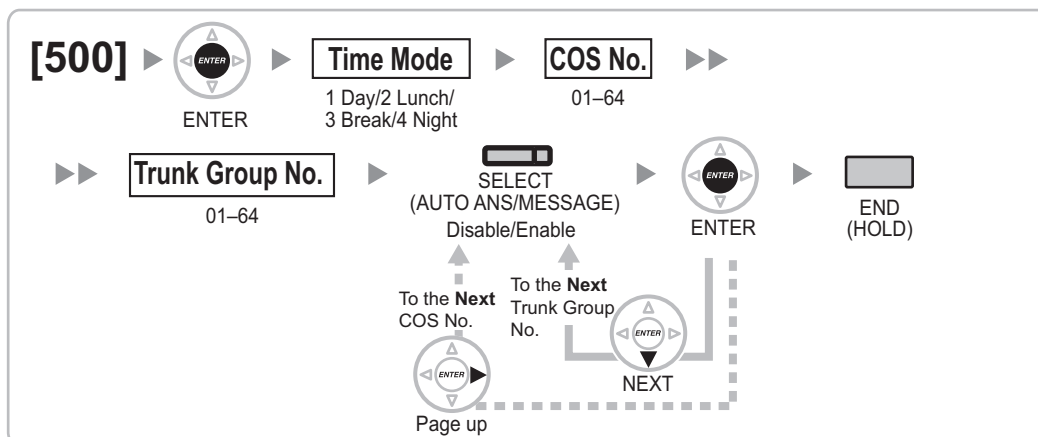 [500]
ENTER
ENTER
Time Mode
1 Day/2 Lunch/
3 Break/4 Night
COS No.
01–64
Trunk Group No.
01–64
SELECT
(AUTO ANS/MESSAGE)
Disable/Enable
ENTER
ENTER
END
(HOLD)
To the Next
COS No.
ENTER
Page up
To the Next
Trunk Group
No.
ENTER
NEXT